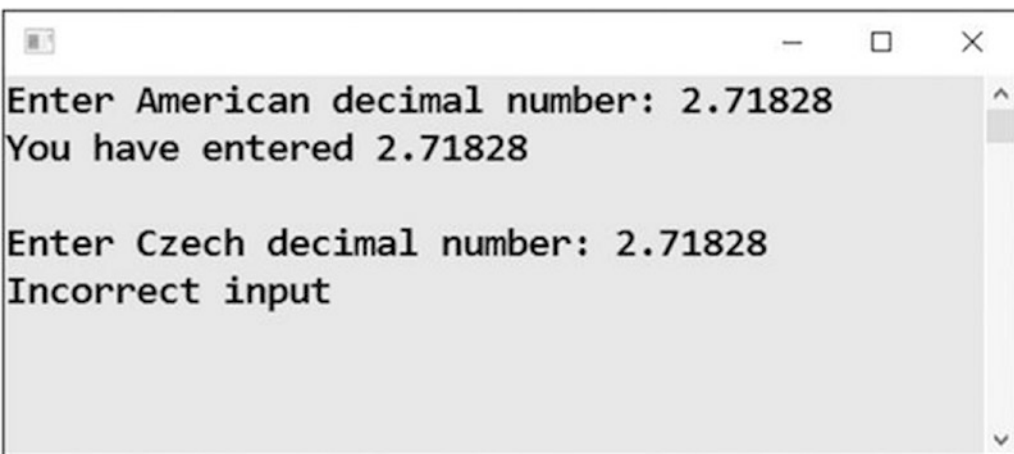 Enter American decimal number: 2.71828
You have entered 2.71828
Enter Czech decimal number: 2.71828
Incorrect input